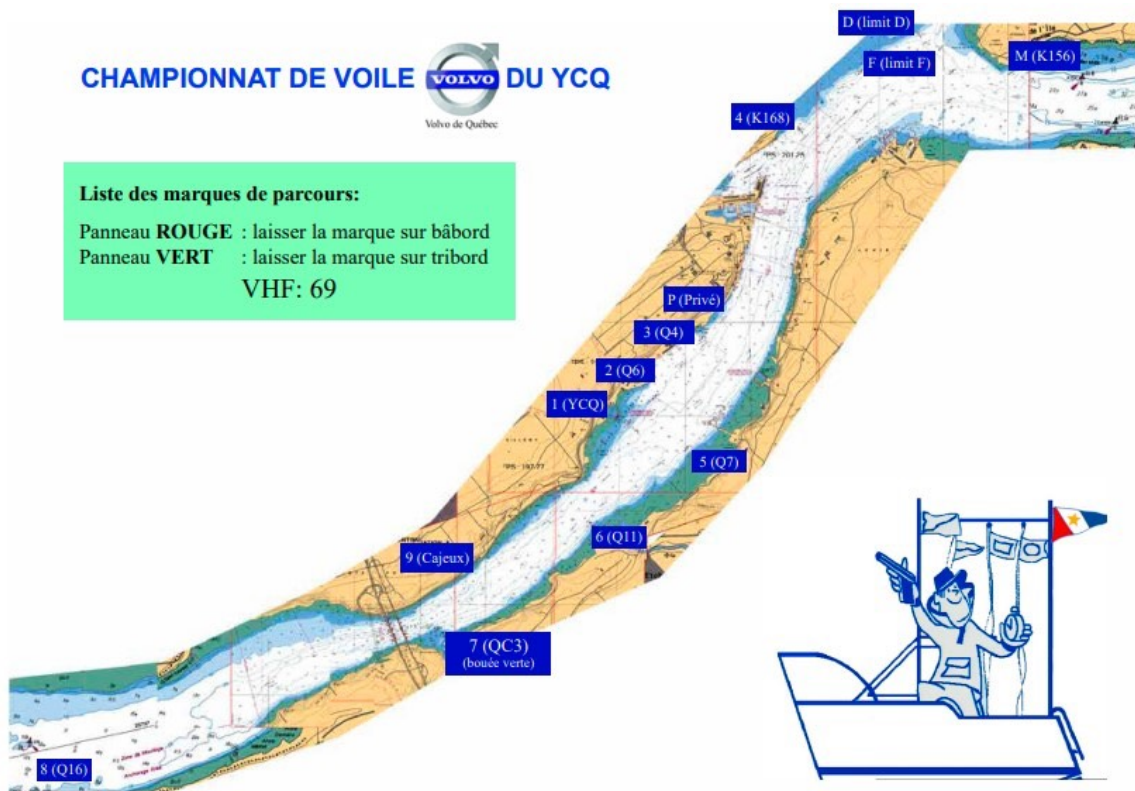 CHAMPIONNAT DE VOILE VOLVO DU YCQ
Volvo de Québec
Liste des marques de parcours:
Panneau ROUGE : laisser la marque sur bâbord
Panneau VERT : laisser la marque sur tribord
VHF: 69
D (limit D)
F (limit F)
M (K156)
4 (K168)
P (Privé)
3 (Q4)
2 (Q6)
1 (YCQ)
5 (Q7)
6 (Q11)
9 (Cajeux)
7 (QC3)
(bouée verte)
8 (Q16)